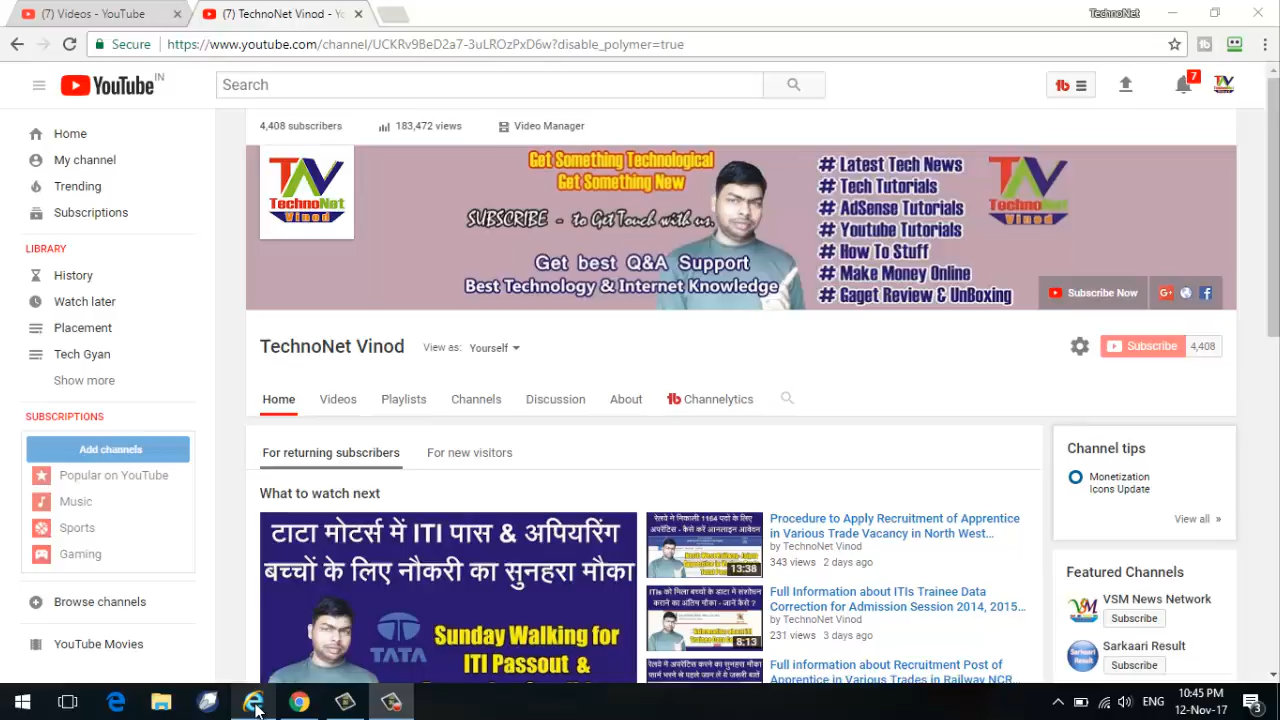 (7) Videos - YouTube
(7) TechnoNet Vinod - Y
TechnoNet
Secure
https://www.youtube.com/channel/UCKRv9BeD2a7-3uLROzPxD6w?disable_polymer=true
YouTube IN
Search
7
Home
My channel
Trending
Subscriptions
LIBRARY
History
Watch later
Placement
Tech Gyan
Show more
SUBSCRIPTIONS
Add channels
Popular on YouTube
Music
Sports
Gaming
Browse channels
YouTube Movies
4,408 subscribers
183,472 views
Video Manager
TechnoNet
Vinod
Get Something Technological
Get Something New
SUBSCRIBE - to Get Touch with us.
Get best Q&A Support
Best Technology & Internet Knowledge
# Latest Tech News
# Tech Tutorials
# AdSense Tutorials
# Youtube Tutorials
# How To Stuff
# Make Money Online
# Gaget Review & UnBoxing
TechnoNet
Vinod
Subscribe Now
TechnoNet Vinod
View as:
Yourself
Subscribe
4,408
Home
Videos
Playlists
Channels
Discussion
About
Channelytics
For returning subscribers
For new visitors
What to watch next
टाटा मोटर्स में ITI पास & अपियरिंग
बच्चों के लिए नौकरी का सुनहरा मौका
TATA
Sunday Walking for
ITI Passout &
रेलवे में निकाली 1164 पदों के लिए
13:38
Procedure to Apply Recruitment of Apprentice
in Various Trade Vacancy in North West...
by TechnoNet Vinod
343 views
2 days ago
8:13
Full Information about ITIs Trainee Data
Correction for Admission Session 2014, 2015...
by TechnoNet Vinod
231 views
3 days ago
Full information about Recruitment Post of
Apprentice in Various Trades in Railway NCR...
Channel tips
Monetization
Icons Update
View all »
Featured Channels
VSM News Network
Subscribe
Sarkaari Result
Subscribe
ENG
10:45 PM
12-Nov-17
3